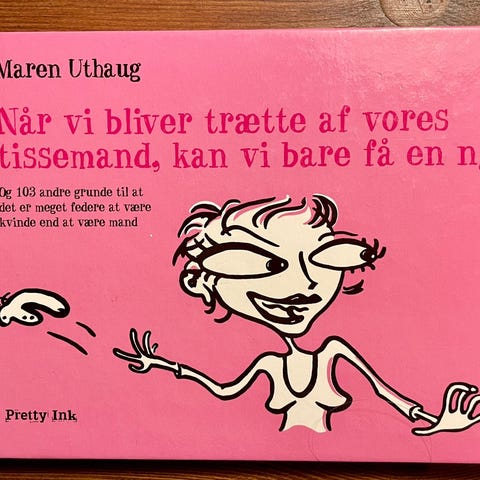 Maren Uthaug
Når vi bliver trætte af vores
tissemand, kan vi bare få en
Og 103 andre grunde til at
det er meget federe at være
kvinde end at være mand
Pretty Ink